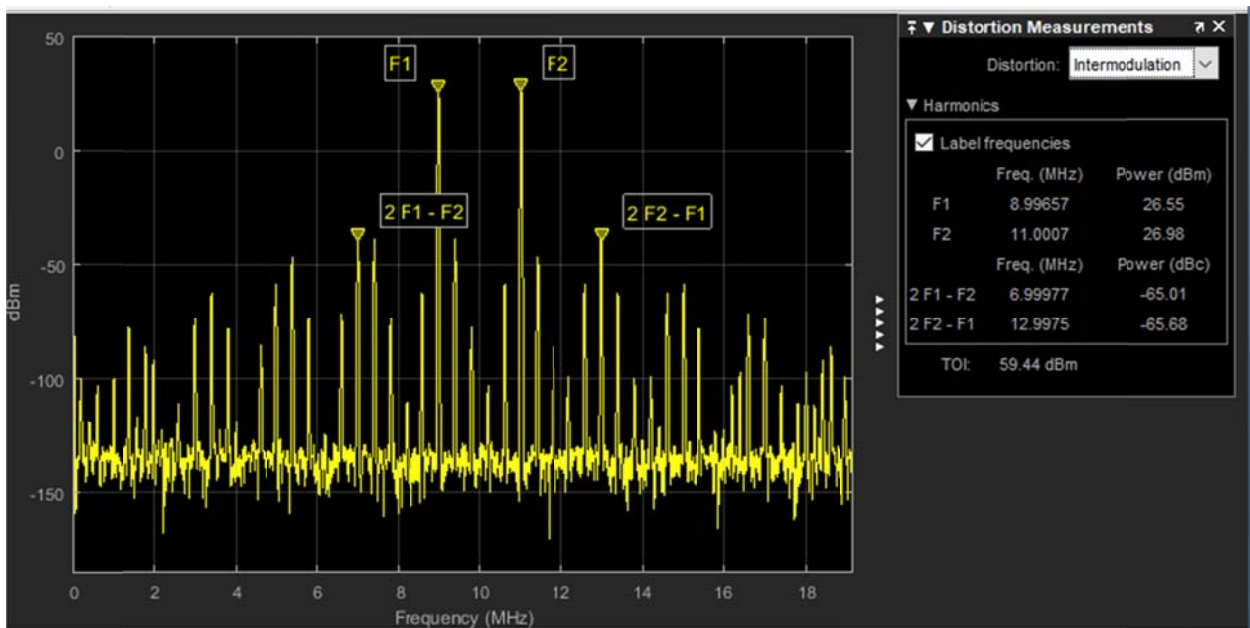 50
0
-50
-100
-150
dBm
F1
F2
2 F1 - F2
2 F2 - F1
0 2 4 6 8 10 12 14 16 18
Frequency (MHz)
Distortion Measurements
Distortion: Intermodulation
Harmonics
Label frequencies
Freq. (MHz) Power (dBm)
F1 8.99657 26.55
F2 11.0007 26.98
Freq. (MHz) Power (dBc)
2 F1 - F2 6.99977 -65.01
2 F2 - F1 12.9975 -65.68
TOI: 59.44 dBm